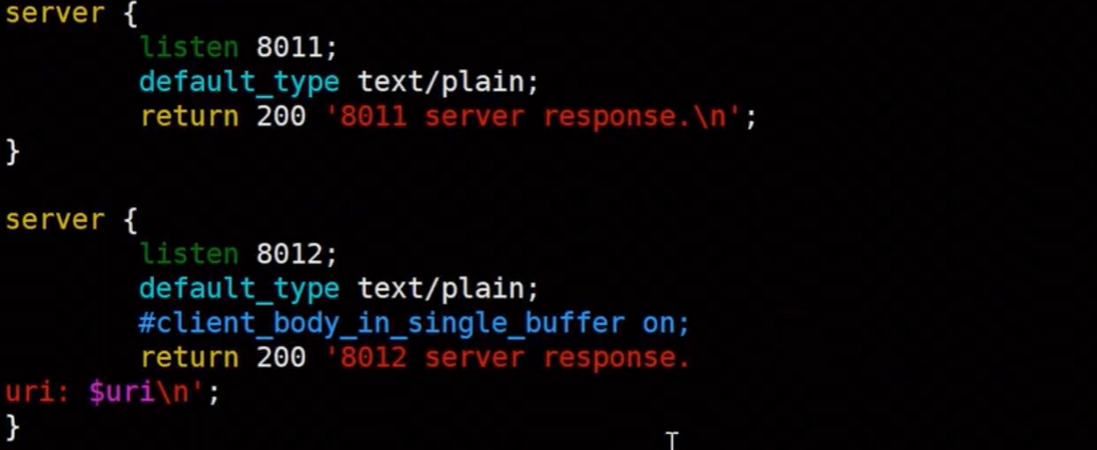 server {
        listen 8011;
        default_type text/plain;
        return 200 '8011 server response.\n';
}

server {
        listen 8012;
        default_type text/plain;
        #client_body_in_single_buffer on;
        return 200 '8012 server response.
uri: $uri\n';
}